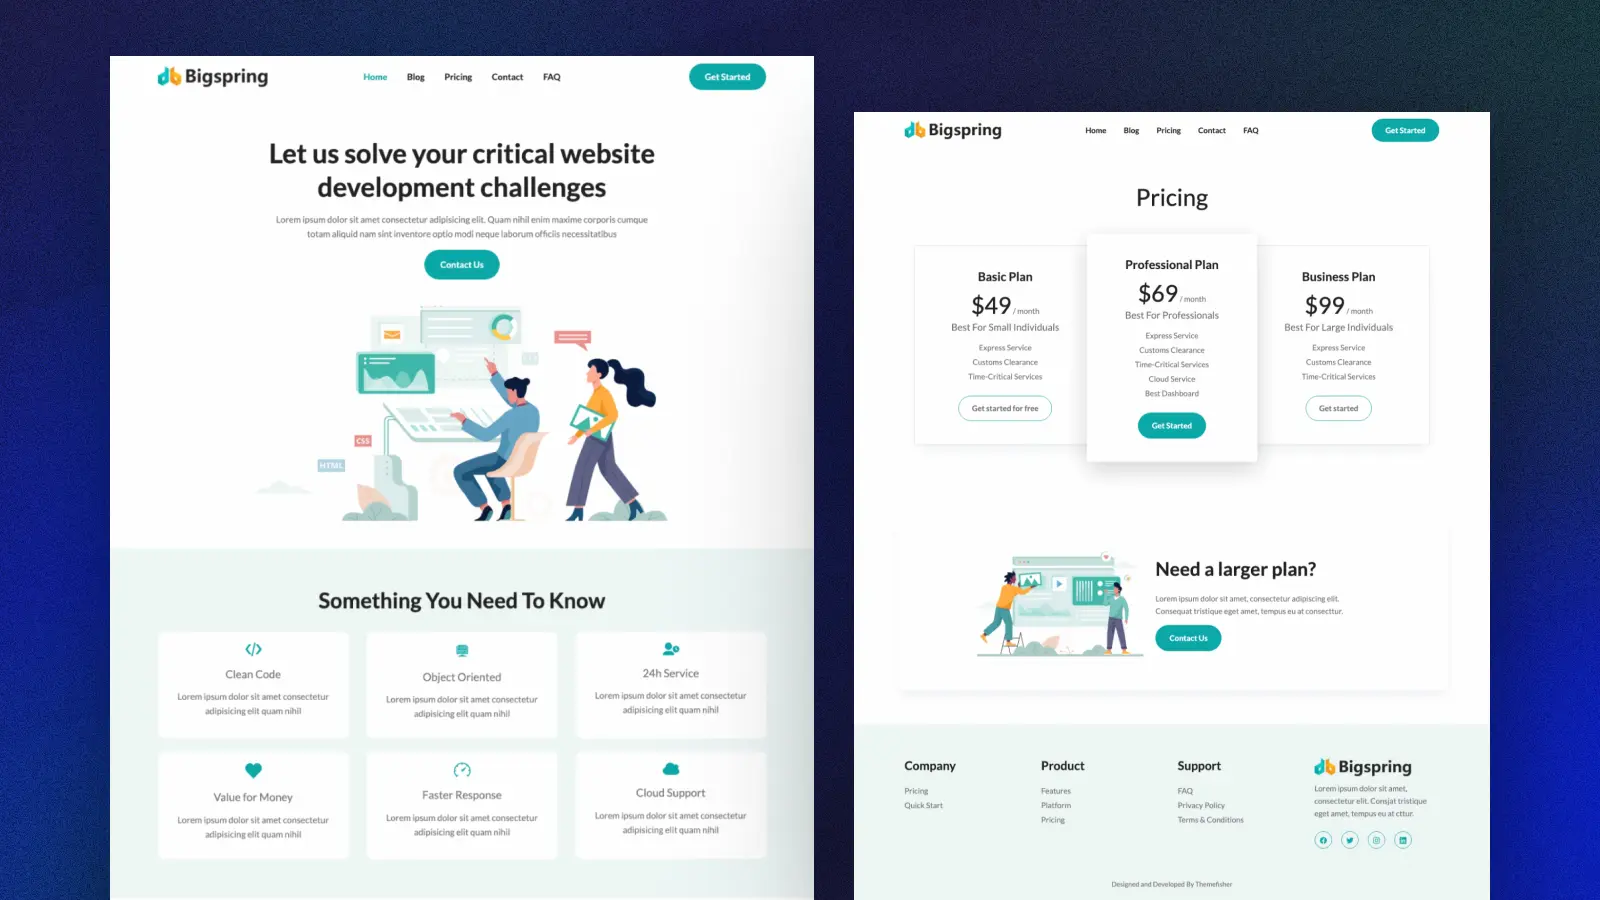 Bigspring
Home Blog Pricing Contact FAQ
Get Started
Let us solve your critical website
development challenges
Lorem ipsum dolor sit amet consectetur adipisicing elit. Quam nihil enim maxime corporis cumque
totam aliquid nam sint inventore optio modi neque laborum officiis necessitatibus
Contact Us
CSS
HTML
Something You Need To Know
Clean Code
Lorem ipsum dolor sit amet consectetur
adipisicing elit quam nihil
Object Oriented
Lorem ipsum dolor sit amet consectetur
adipisicing elit quam nihil
24h Service
Lorem ipsum dolor sit amet consectetur
adipisicing elit quam nihil
Value for Money
Lorem ipsum dolor sit amet consectetur
adipisicing elit quam nihil
Faster Response
Lorem ipsum dolor sit amet consectetur
adipisicing elit quam nihil
Cloud Support
Lorem ipsum dolor sit amet consectetur
adipisicing elit quam nihil
Bigspring
Home Blog Pricing Contact FAQ
Get Started
Pricing
Basic Plan
$49 / month
Best For Small Individuals
Express Service
Customs Clearance
Time-Critical Services
Get started for free
Professional Plan
$69 / month
Best For Professionals
Express Service
Customs Clearance
Time-Critical Services
Cloud Service
Best Dashboard
Get Started
Business Plan
$99 / month
Best For Large Individuals
Express Service
Customs Clearance
Time-Critical Services
Get started
Need a larger plan?
Lorem ipsum dolor sit amet, consectetur adipiscing elit.
Consequat tristique eget amet, tempus eu at consecttur.
Contact Us
Company
Pricing
Quick Start
Product
Features
Platform
Pricing
Support
FAQ
Privacy Policy
Terms & Conditions
Bigspring
Lorem ipsum dolor sit amet,
consectetur elit. Consjat tristique
eget amet, tempus eu at cttur.
Designed and Developed By Themefisher